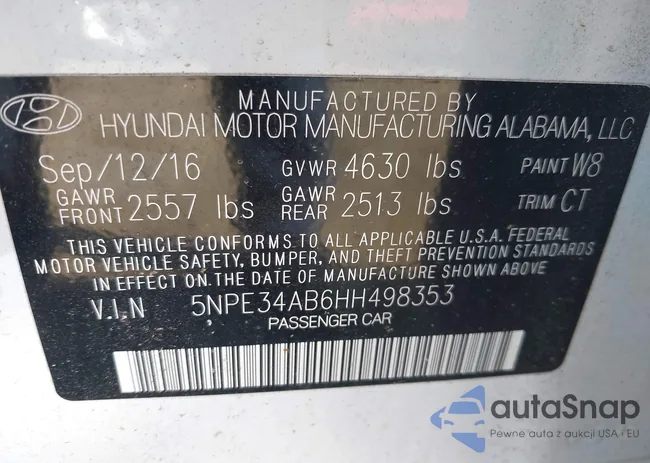 MANUFACTURED BY
HYUNDAI MOTOR MANUFACTURING ALABAMA, LLC
Sep/12/16 GVWR 4630 lbs PAINT W8
GAWR FRONT 2557 lbs GAWR REAR 2513 lbs TRIM CT
THIS VEHICLE CONFORMS TO ALL APPLICABLE U.S.A. FEDERAL
MOTOR VEHICLE SAFETY, BUMPER, AND THEFT PREVENTION STANDARDS
IN EFFECT ON THE DATE OF MANUFACTURE SHOWN ABOVE.
V.I.N 5NPE34AB6HH498353
PASSENGER CAR
autaSnap
Pewne auta z aukcji USA i EU